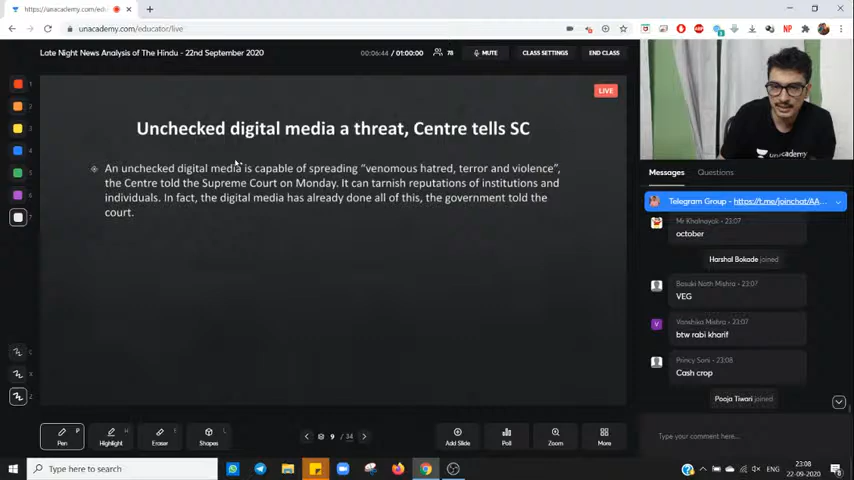 unacademy.com/educator/live
Late Night News Analysis of The Hindu - 22nd September 2020
00:06:44 / 01:00:00
78
MUTE
CLASS SETTINGS
END CLASS
LIVE
1
2
3
4
5
6
7
Unchecked digital media a threat, Centre tells SC
An unchecked digital media is capable of spreading “venomous hatred, terror and violence”,
the Centre told the Supreme Court on Monday. It can tarnish reputations of institutions and
individuals. In fact, the digital media has already done all of this, the government told the
court.
C
X
Z
Pen
P
Highlight
H
Eraser
E
Shapes
L
9 / 34
Add Slide
Poll
Zoom
More
unacademy
Messages
Questions
Telegram Group - https://t.me/joinchat/AA...
Mr Khalnayak • 23:07
october
Harshal Bokade joined
Basuki Nath Mishra • 23:07
VEG
V
Vanshika Mishra • 23:07
btw rabi kharif
Princy Soni • 23:08
Cash crop
Pooja Tiwari joined
Type your comment here...
Type here to search
ENG
23:08
22-09-2020